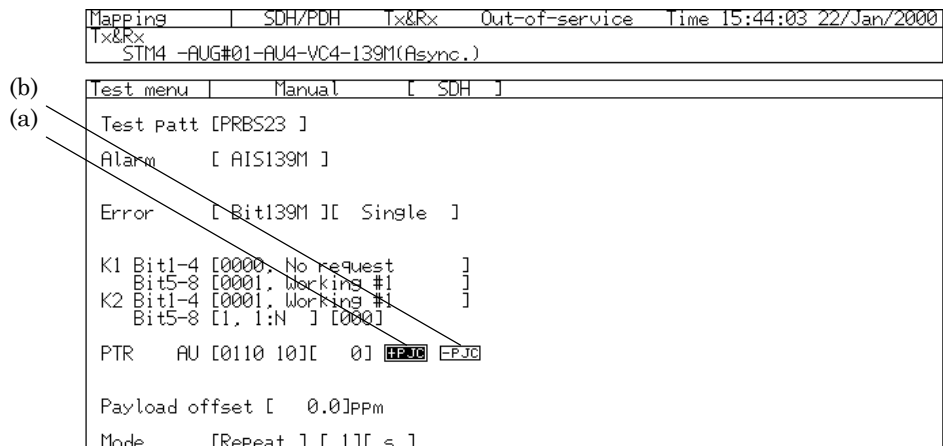 Mapping | SDH/PDH Tx&Rx Out-of-service Time 15:44:03 22/Jan/2000
Tx&Rx
STM4 -AUG#01-AU4-VC4-139M(Async.)
(b)
Test menu | Manual [ SDH ]
(a)
Test patt [PRBS23 ]
Alarm [ AIS139M ]
Error [ Bit139M ][ Single ]
K1 Bit1-4 [0000, No request ]
Bit5-8 [0001, Working #1 ]
K2 Bit1-4 [0001, Working #1 ]
Bit5-8 [1, 1:N ] [000]
PTR AU [0110 10][ 0] +PJC -PJC
Payload offset [ 0.0]ppm
Mode [Repeat ] [ 1][ s ]